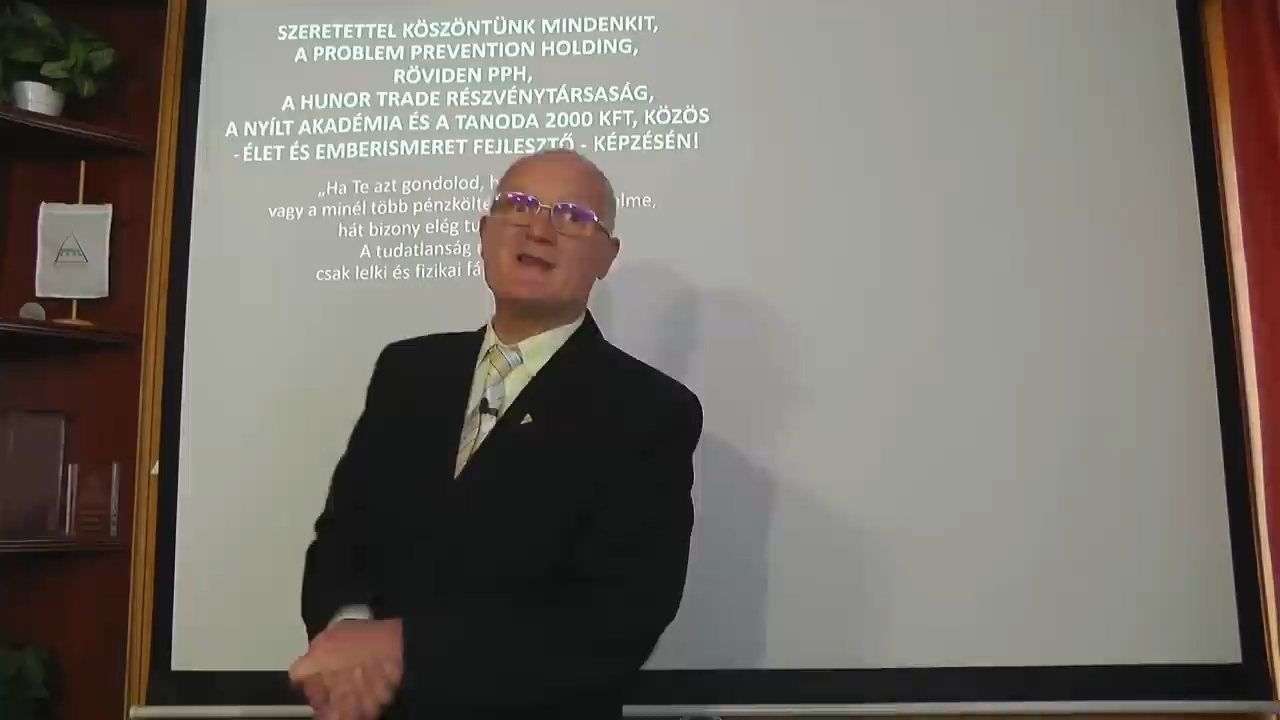 SZERETETTEL KÖSZÖNTÜNK MINDENKIT,
A PROBLEM PREVENTION HOLDING,
RÖVIDEN PPH,
A HUNOR TRADE RÉSZVÉNYTÁRSASÁG,
A NYÍLT AKADÉMIA ÉS A TANODA 2000 KFT, KÖZÖS
- ÉLET ÉS EMBERISMERET FEJLESZTŐ - KÉPZÉSÉN!
„Ha Te azt gondolod,
vagy a minél több
hát bizony elég
A tudatlanság
csak lelki és fizikai